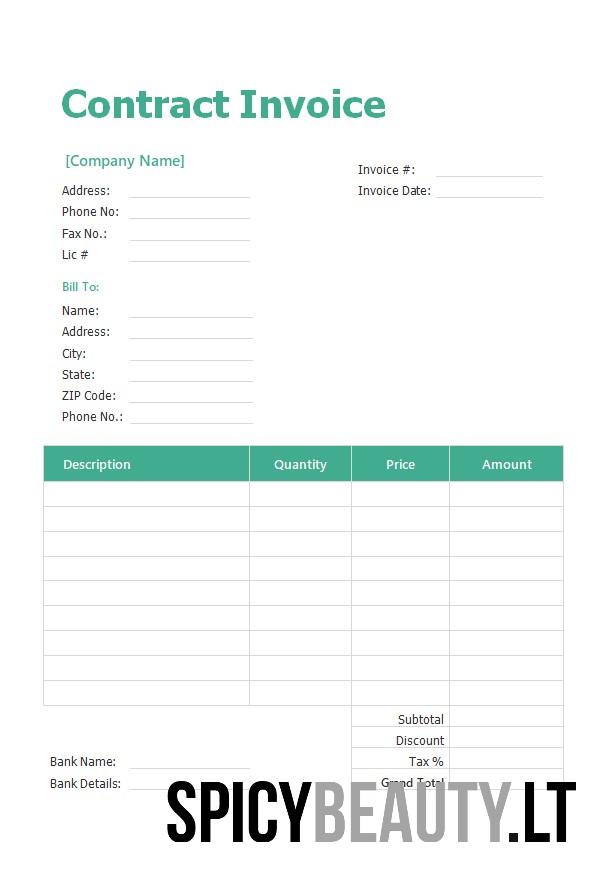 Contract Invoice
[Company Name]
Invoice #:
Address:
Invoice Date:
Phone No:
Fax No.:
Lic #
Bill To:
Name:
Address:
City:
State:
ZIP Code:
Phone No.:
Description Quantity Price Amount
Subtotal
Discount
Bank Name: Tax %
Bank Details: Grand Total
SPICYBEAUTY.LT